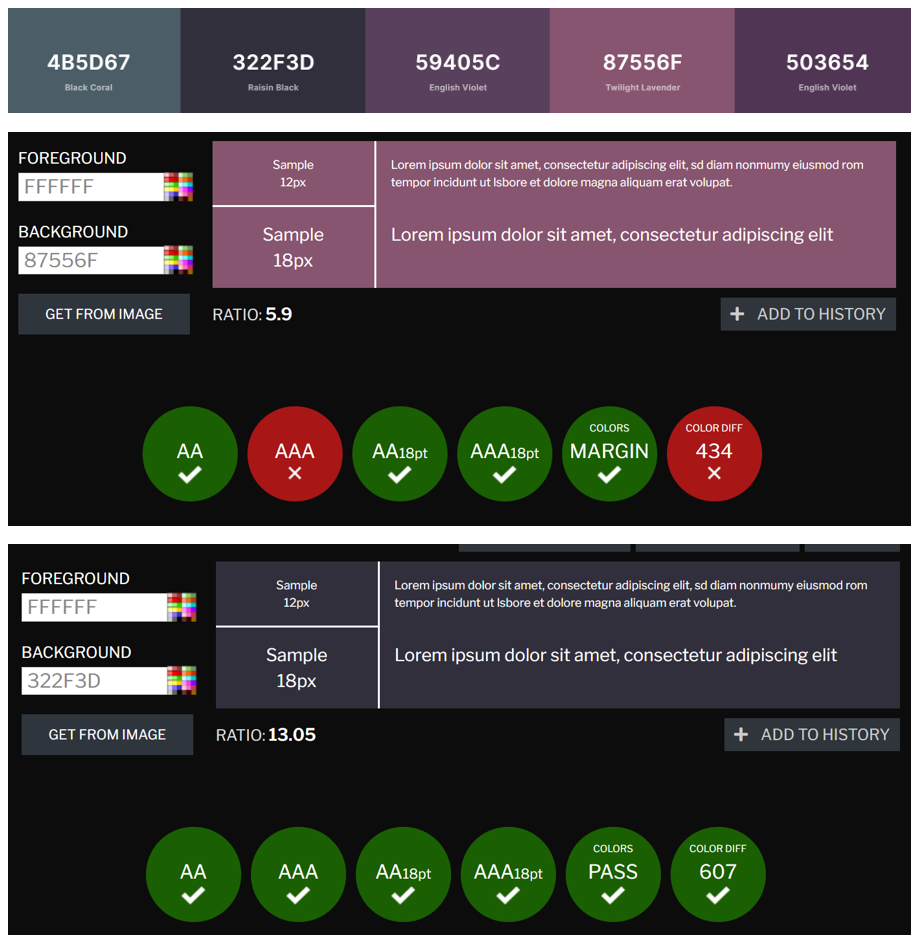 4B5D67 322F3D 59405C 87556F 503654
Black Coral Raisin Black English Violet Twilight Lavender English Violet
FOREGROUND
FFFFFF
BACKGROUND
87556F
GET FROM IMAGE
Sample
12px
Lorem ipsum dolor sit amet, consectetur adipiscing elit, sd diam nonmumy eiusmod rom
tempor incidunt ut lsbore et dolore magna aliquam erat volupat.
Sample
18px
Lorem ipsum dolor sit amet, consectetur adipiscing elit
RATIO: 5.9
+ ADD TO HISTORY
AA
AAA
AA18pt
AAA18pt
COLORS
MARGIN
COLOR DIFF
434
FOREGROUND
FFFFFF
BACKGROUND
322F3D
GET FROM IMAGE
Sample
12px
Lorem ipsum dolor sit amet, consectetur adipiscing elit, sd diam nonmumy eiusmod rom
tempor incidunt ut lsbore et dolore magna aliquam erat volupat.
Sample
18px
Lorem ipsum dolor sit amet, consectetur adipiscing elit
RATIO: 13.05
+ ADD TO HISTORY
AA
AAA
AA18pt
AAA18pt
COLORS
PASS
COLOR DIFF
607